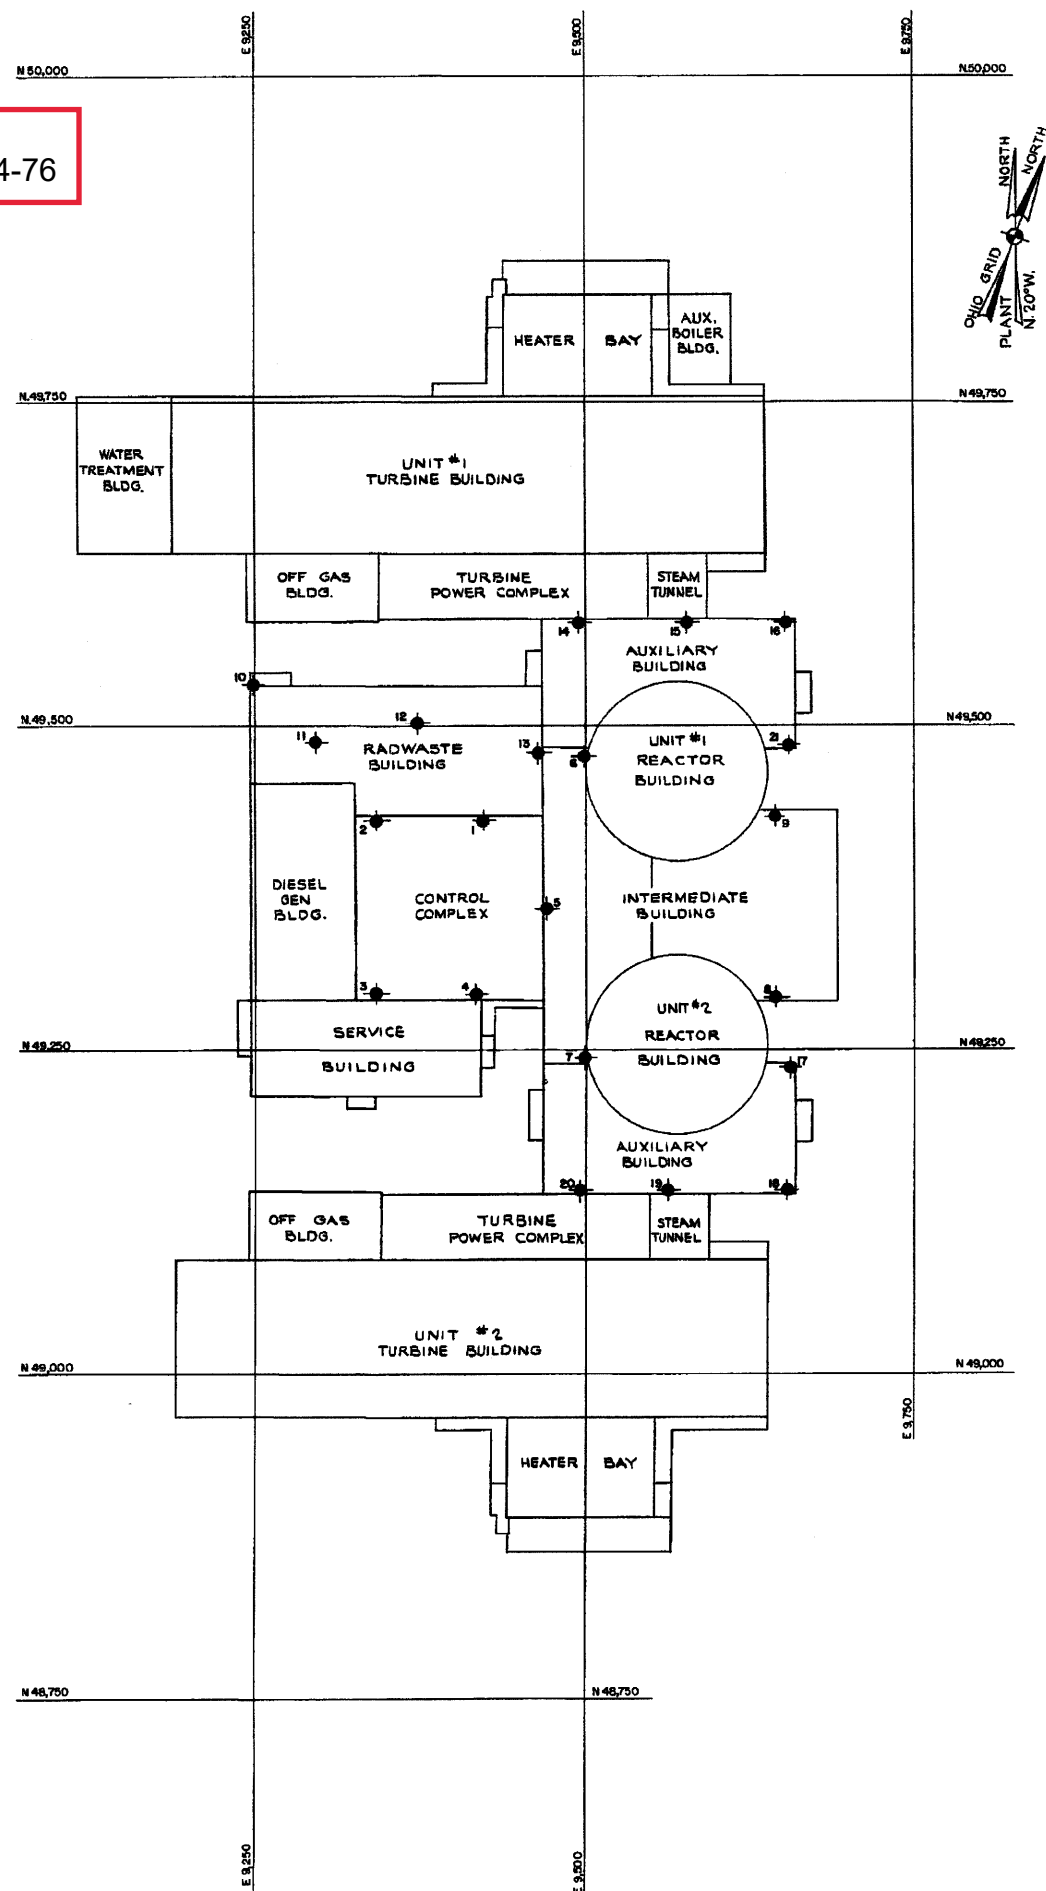 E 9,250
E 9,500
E 9,750
N 50,000
N.50,000
4-76
NORTH
NORTH
OHIO GRID
PLANT
N. 20°W.
HEATER BAY
AUX.
BOILER
BLDG.
N.49,750
N 49,750
WATER
TREATMENT
BLDG.
UNIT #1
TURBINE BUILDING
OFF GAS
BLDG.
TURBINE
POWER COMPLEX
STEAM
TUNNEL
14
15
16
AUXILIARY
BUILDING
10
N.49,500
N 49,500
12
11
RADWASTE
BUILDING
13
6
UNIT #1
REACTOR
BUILDING
21
2
1
9
DIESEL
GEN
BLDG.
CONTROL
COMPLEX
5
INTERMEDIATE
BUILDING
3
4
8
SERVICE
BUILDING
UNIT #2
REACTOR
BUILDING
N 49,250
N 49,250
7
17
AUXILIARY
BUILDING
20
19
18
OFF GAS
BLDG.
TURBINE
POWER COMPLEX
STEAM
TUNNEL
UNIT #2
TURBINE BUILDING
N 49,000
N 49,000
E 9,750
HEATER BAY
N 48,750
N 48,750
E 9,250
E 9,500